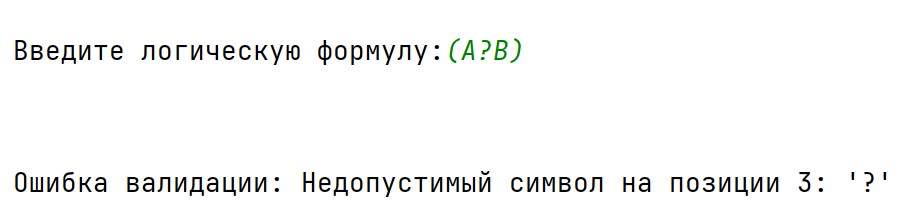 Введите логическую формулу:(A?B)
Ошибка валидации: Недопустимый символ на позиции 3: '?'